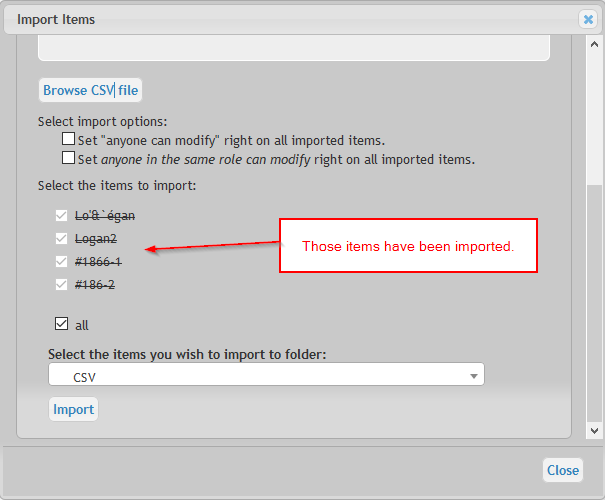 Import Items
Browse CSV file
Select import options:
Set "anyone can modify" right on all imported items.
Set anyone in the same role can modify right on all imported items.
Select the items to import:
Lo'&`égan
Logan2
#1866-1
#186-2
Those items have been imported.
all
Select the items you wish to import to folder:
CSV
Import
Close